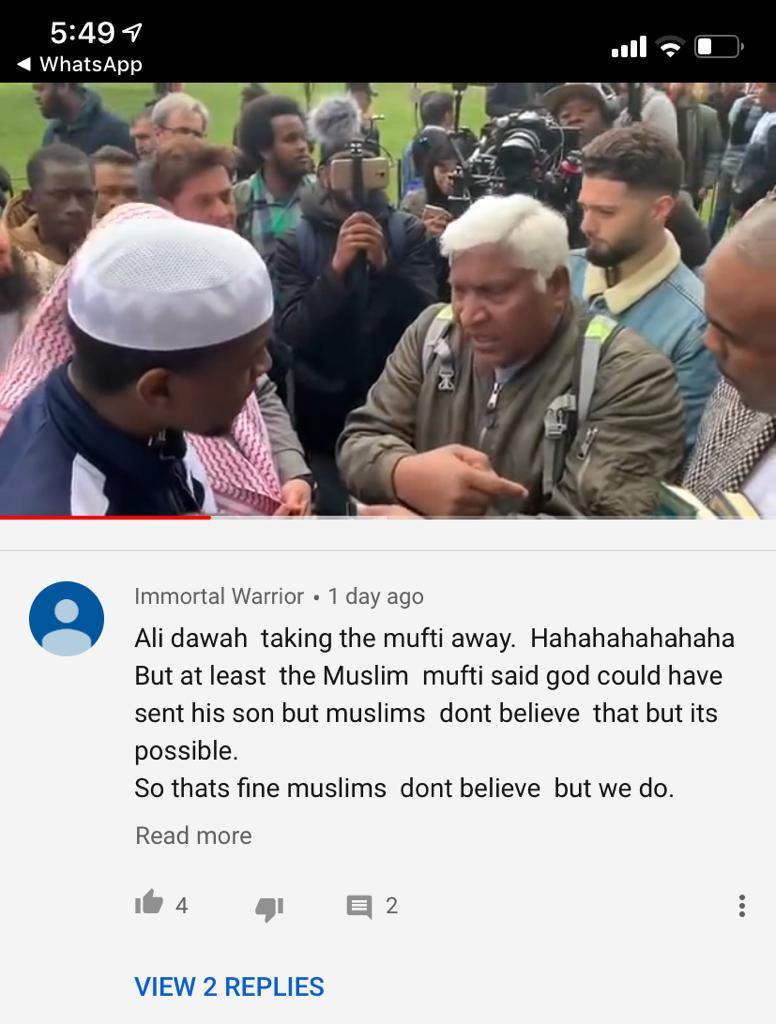 5:49
WhatsApp
Immortal Warrior • 1 day ago
Ali dawah taking the mufti away. Hahahahahahaha
But at least the Muslim mufti said god could have
sent his son but muslims dont believe that but its
possible.
So thats fine muslims dont believe but we do.
Read more
4
2
VIEW 2 REPLIES